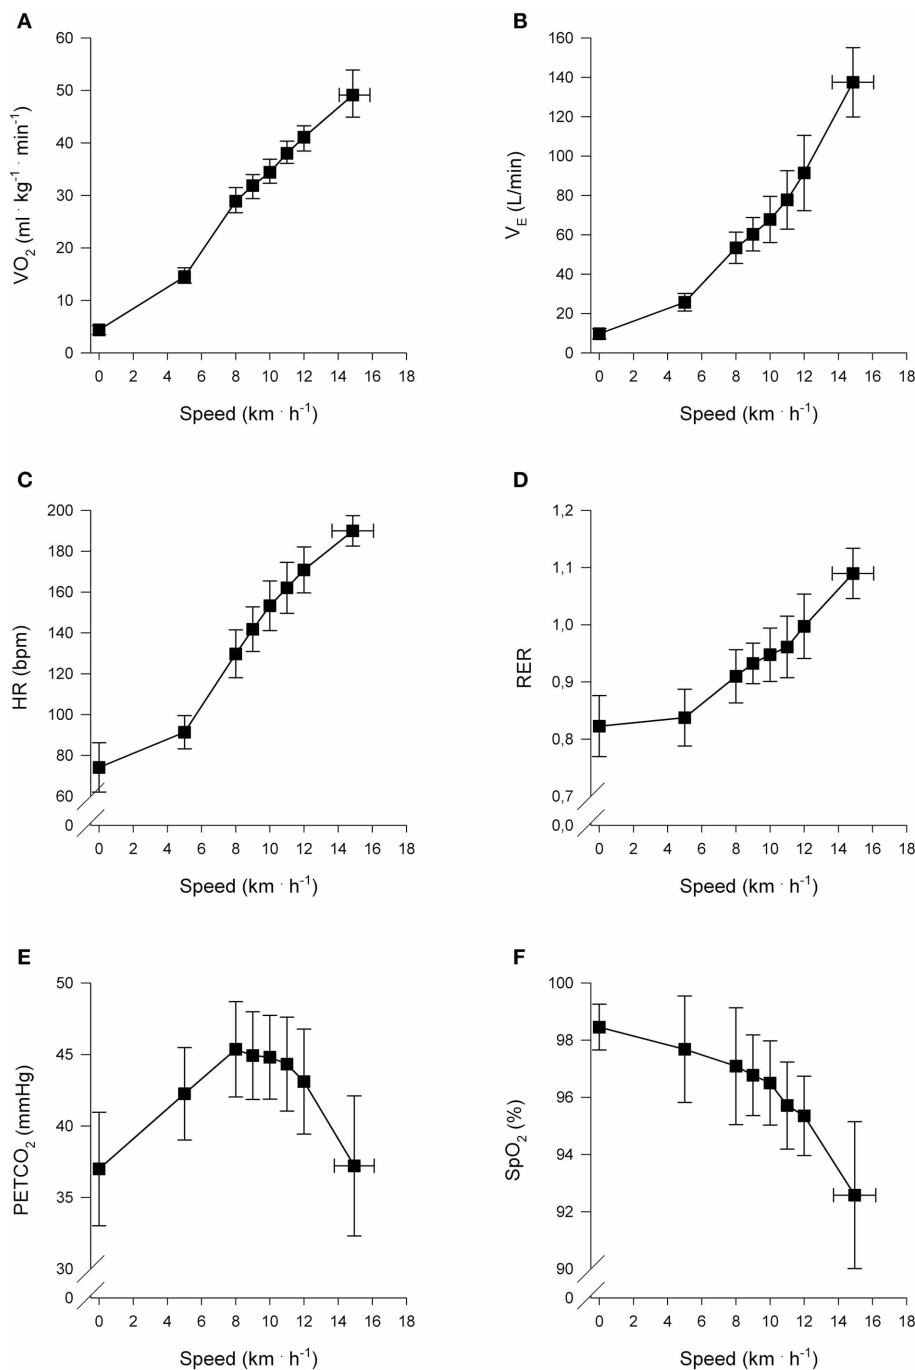 A
VO₂ (ml · kg⁻¹ · min⁻¹)
60
50
40
30
20
10
0
0 2 4 6 8 10 12 14 16 18
Speed (km · h⁻¹)
B
V_E (L/min)
160
140
120
100
80
60
40
20
0
0 2 4 6 8 10 12 14 16 18
Speed (km · h⁻¹)
C
HR (bpm)
200
180
160
140
120
100
80
60
0
0 2 4 6 8 10 12 14 16 18
Speed (km · h⁻¹)
D
RER
1,2
1,1
1,0
0,9
0,8
0,7
0,0
0 2 4 6 8 10 12 14 16 18
Speed (km · h⁻¹)
E
PETCO₂ (mmHg)
50
45
40
35
30
0
0 2 4 6 8 10 12 14 16 18
Speed (km · h⁻¹)
F
SpO₂ (%)
100
98
96
94
92
90
0
0 2 4 6 8 10 12 14 16 18
Speed (km · h⁻¹)